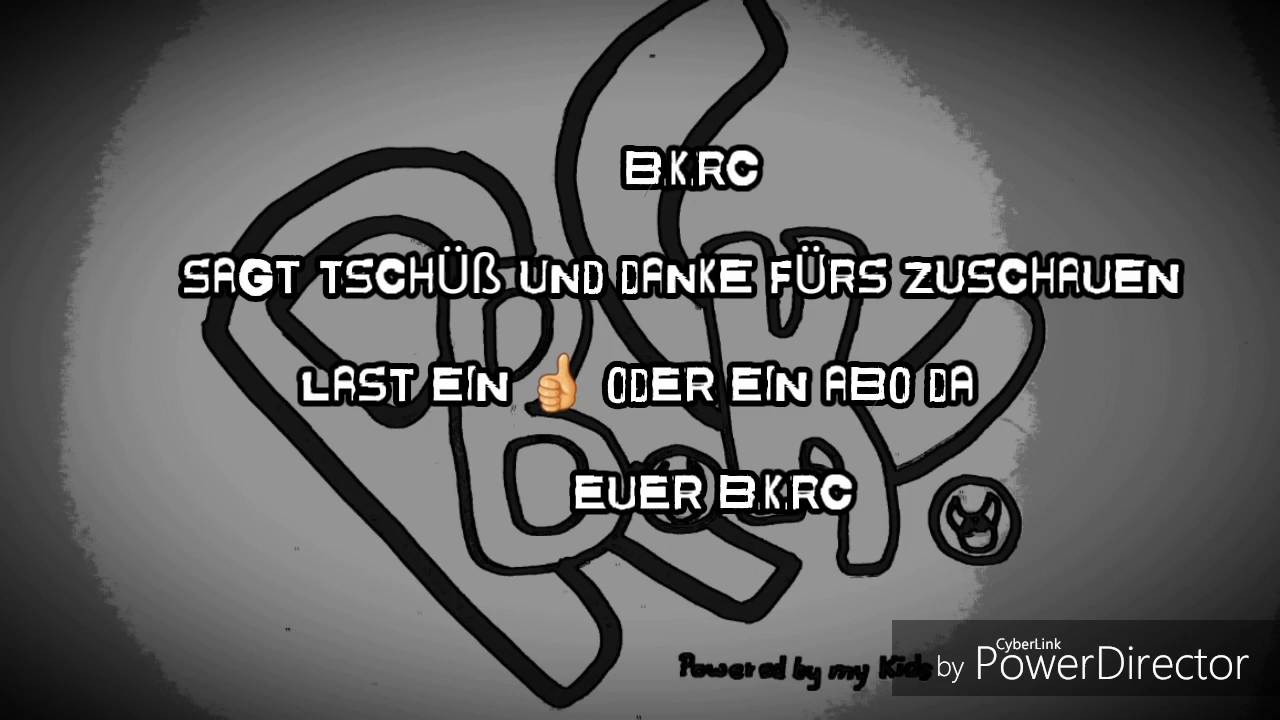 BKRC
SAGT TSCHÜß UND DANKE FÜRS ZUSCHAUEN
LAST EIN 👍 ODER EIN ABO DA
EUER BKRC
Powered by my Kids
CyberLink
by PowerDirector